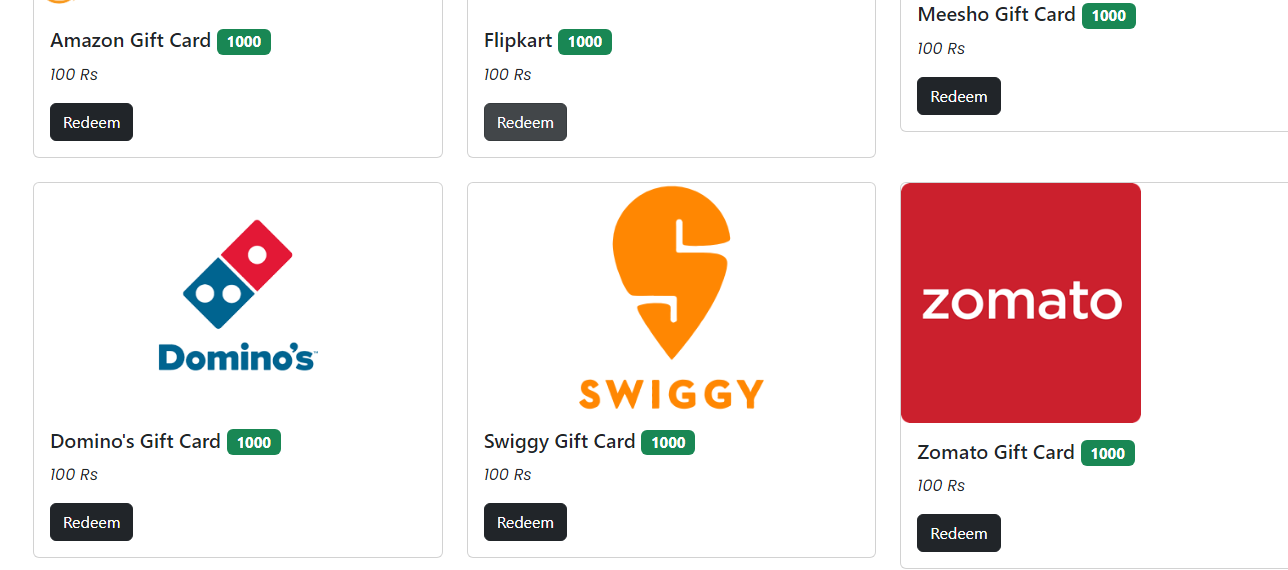 Amazon Gift Card 1000
100 Rs
Redeem
Flipkart 1000
100 Rs
Redeem
Meesho Gift Card 1000
100 Rs
Redeem
Domino's™
Domino's Gift Card 1000
100 Rs
Redeem
SWIGGY
Swiggy Gift Card 1000
100 Rs
Redeem
zomato
Zomato Gift Card 1000
100 Rs
Redeem